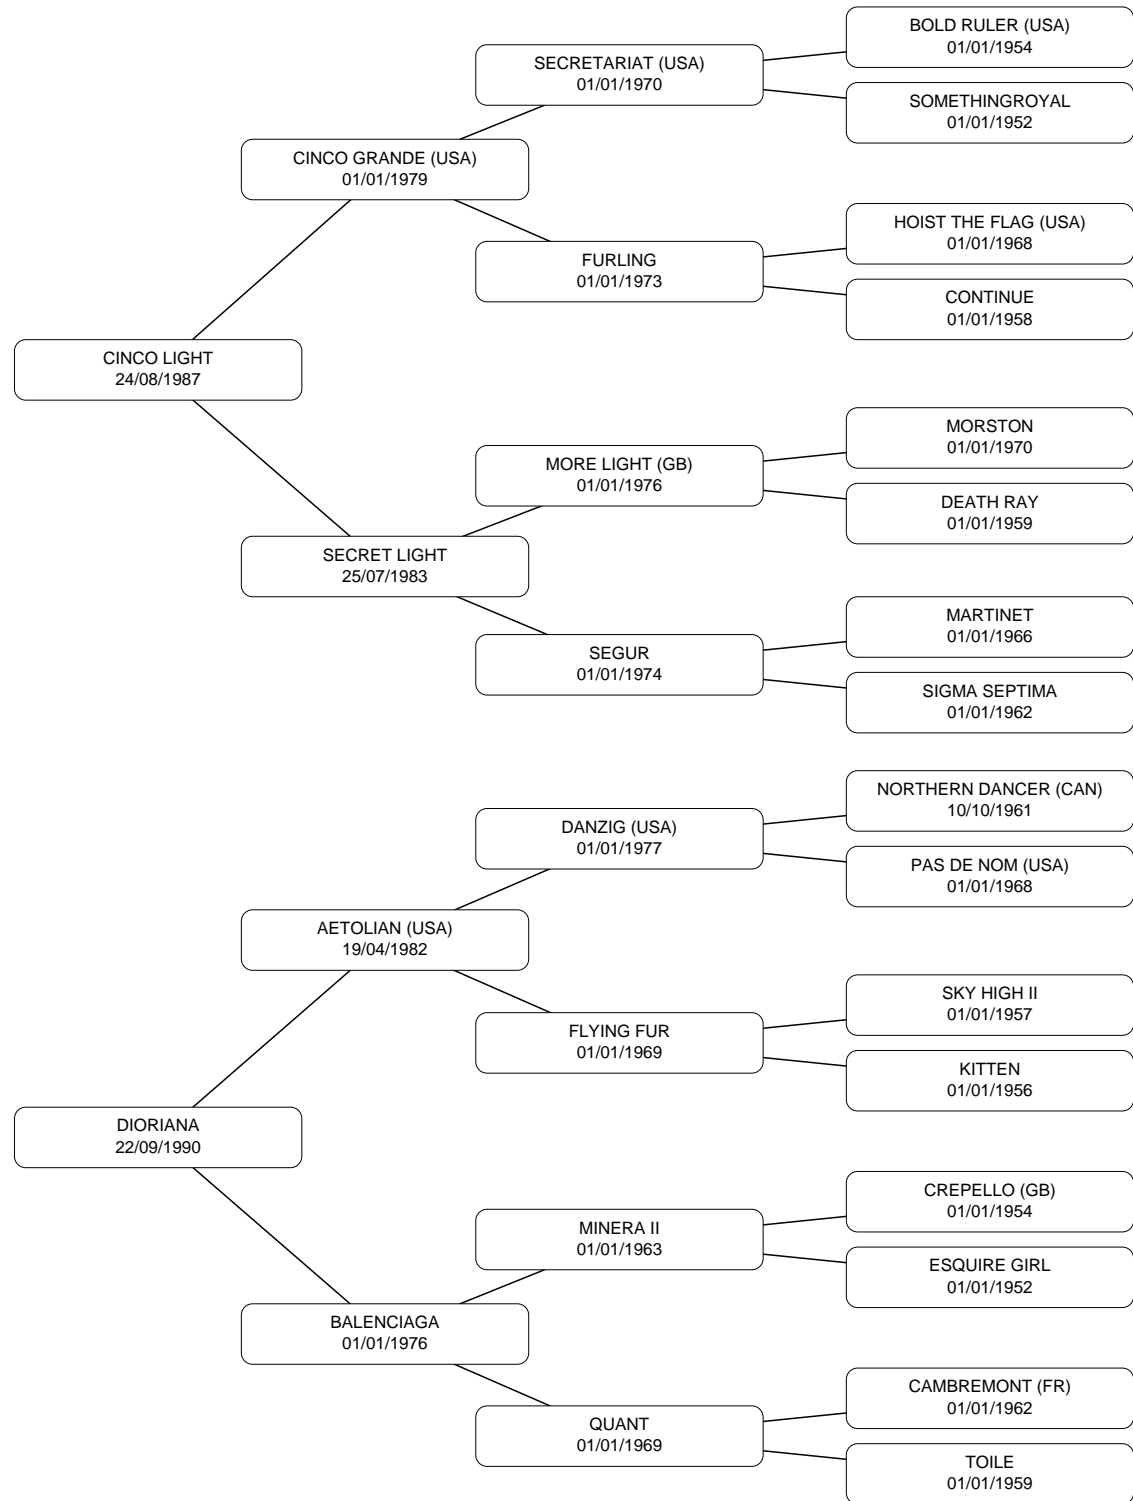 BOLD RULER (USA)
01/01/1954
SECRETARIAT (USA)
01/01/1970
SOMETHINGROYAL
01/01/1952
CINCO GRANDE (USA)
01/01/1979
HOIST THE FLAG (USA)
01/01/1968
FURLING
01/01/1973
CONTINUE
01/01/1958
CINCO LIGHT
24/08/1987
MORSTON
01/01/1970
MORE LIGHT (GB)
01/01/1976
DEATH RAY
01/01/1959
SECRET LIGHT
25/07/1983
MARTINET
01/01/1966
SEGUR
01/01/1974
SIGMA SEPTIMA
01/01/1962
NORTHERN DANCER (CAN)
10/10/1961
DANZIG (USA)
01/01/1977
PAS DE NOM (USA)
01/01/1968
AETOLIAN (USA)
19/04/1982
SKY HIGH II
01/01/1957
FLYING FUR
01/01/1969
KITTEN
01/01/1956
DIORIANA
22/09/1990
CREPELLO (GB)
01/01/1954
MINERA II
01/01/1963
ESQUIRE GIRL
01/01/1952
BALENCIAGA
01/01/1976
CAMBREMONT (FR)
01/01/1962
QUANT
01/01/1969
TOILE
01/01/1959